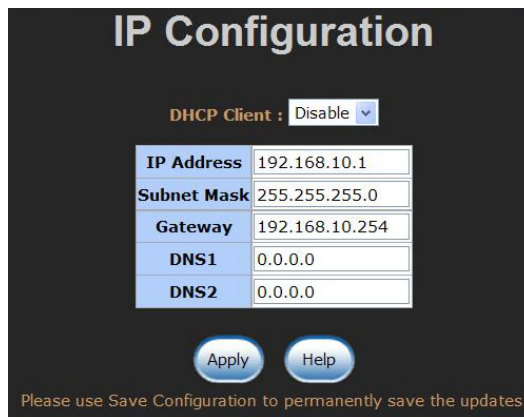 IP Configuration
DHCP Client : Disable
IP Address 192.168.10.1
Subnet Mask 255.255.255.0
Gateway 192.168.10.254
DNS1 0.0.0.0
DNS2 0.0.0.0
Apply Help
Please use Save Configuration to permanently save the updates